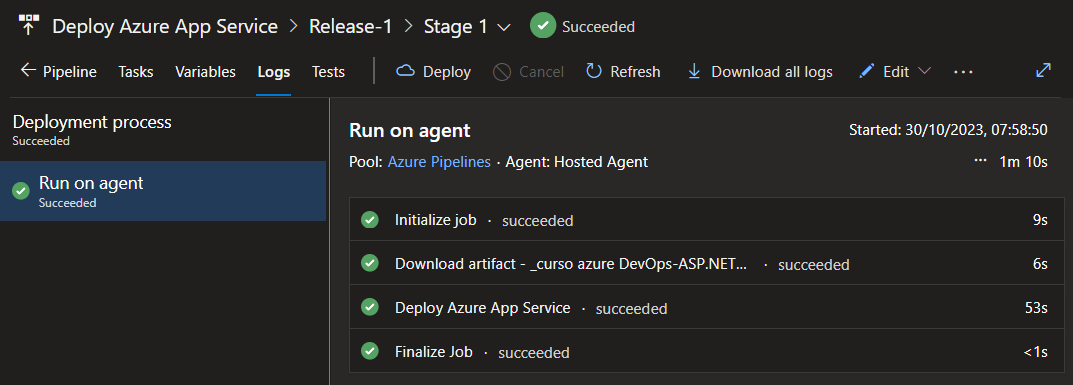 Deploy Azure App Service > Release-1 > Stage 1 Succeeded
Pipeline Tasks Variables Logs Tests Deploy Cancel Refresh Download all logs Edit ...
Deployment process
Succeeded
Run on agent
Succeeded
Run on agent Started: 30/10/2023, 07:58:50
Pool: Azure Pipelines · Agent: Hosted Agent ... 1m 10s
Initialize job · succeeded 9s
Download artifact - _curso azure DevOps-ASP.NET... · succeeded 6s
Deploy Azure App Service · succeeded 53s
Finalize Job · succeeded <1s